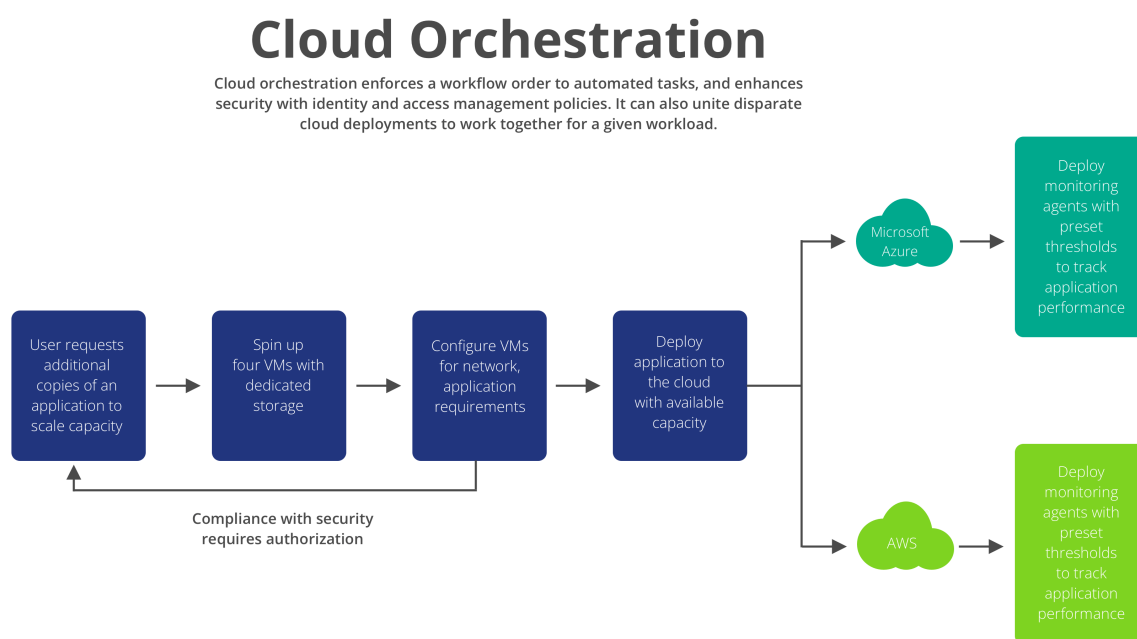 Cloud Orchestration
Cloud orchestration enforces a workflow order to automated tasks, and enhances
security with identity and access management policies. It can also unite disparate
cloud deployments to work together for a given workload.
User requests
additional
copies of an
application to
scale capacity
Spin up
four VMs with
dedicated
storage
Configure VMs
for network,
application
requirements
Deploy
application to
the cloud
with available
capacity
Compliance with security
requires authorization
Microsoft
Azure
Deploy
monitoring
agents with
preset
thresholds
to track
application
performance
AWS
Deploy
monitoring
agents with
preset
thresholds
to track
application
performance